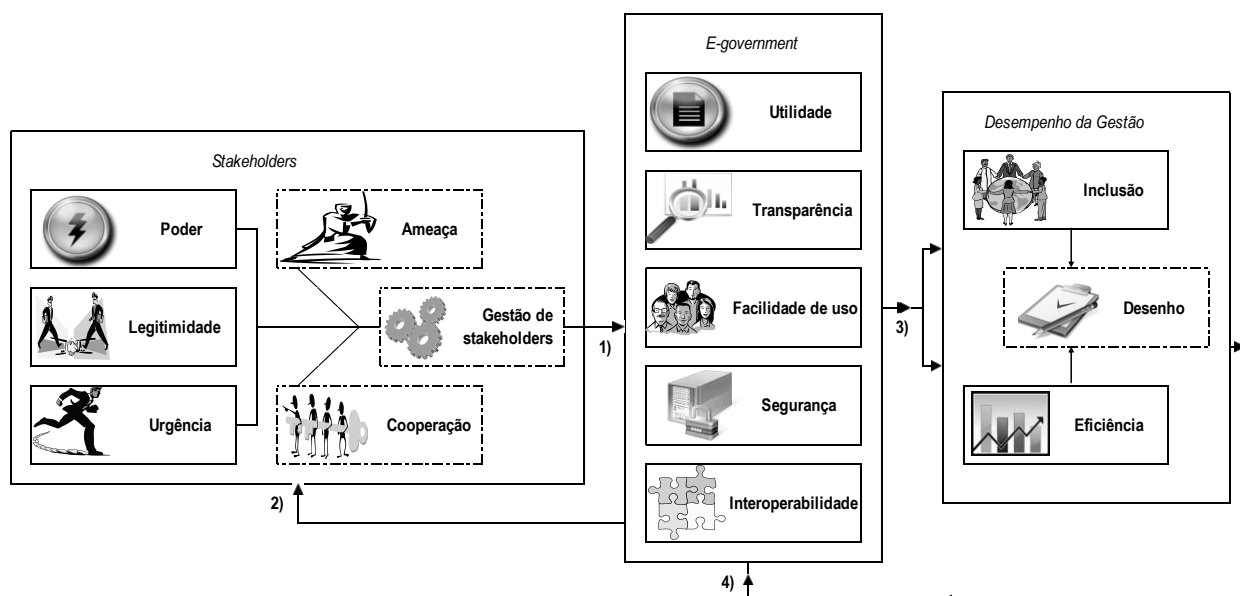 Stakeholders
Poder
Legitimidade
Urgência
Ameaça
Gestão de
stakeholders
Cooperação
1)
2)
E-government
Utilidade
Transparência
Facilidade de uso
Segurança
Interoperabilidade
3)
4)
Desempenho da Gestão
Inclusão
Desenho
Eficiência